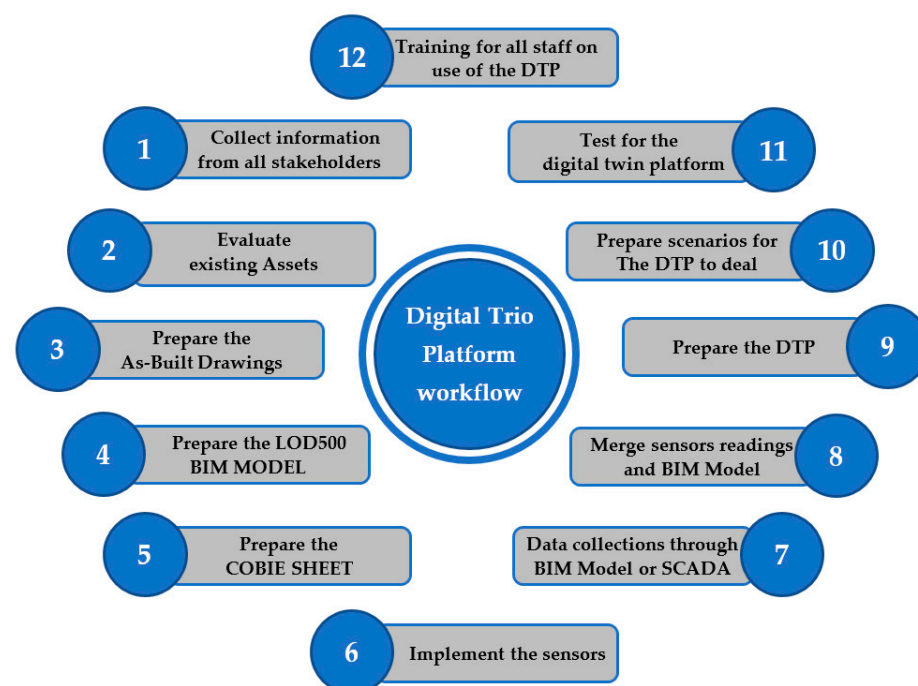 12
Training for all staff on
use of the DTP
1
Collect information
from all stakeholders
Test for the
digital twin platform
11
2
Evaluate
existing Assets
Prepare scenarios for
The DTP to deal
10
3
Prepare the
As-Built Drawings
Digital Trio
Platform
workflow
Prepare the DTP
9
4
Prepare the LOD500
BIM MODEL
Merge sensors readings
and BIM Model
8
5
Prepare the
COBIE SHEET
Data collections through
BIM Model or SCADA
7
6
Implement the sensors